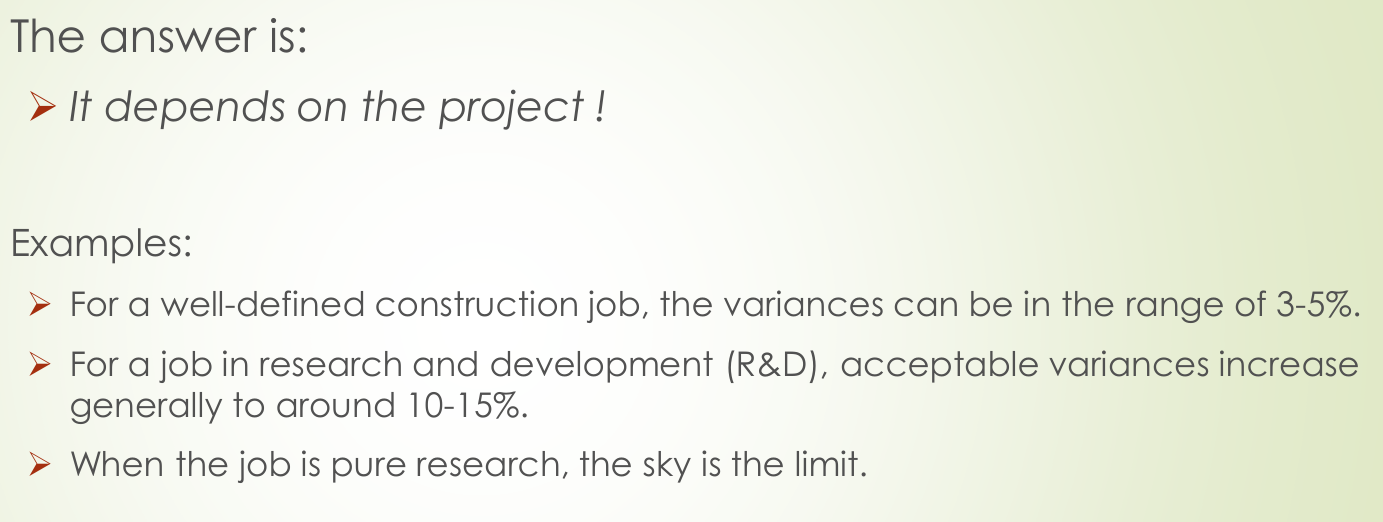 The answer is:
It depends on the project !
Examples:
For a well-defined construction job, the variances can be in the range of 3-5%.
For a job in research and development (R&D), acceptable variances increase
generally to around 10-15%.
When the job is pure research, the sky is the limit.